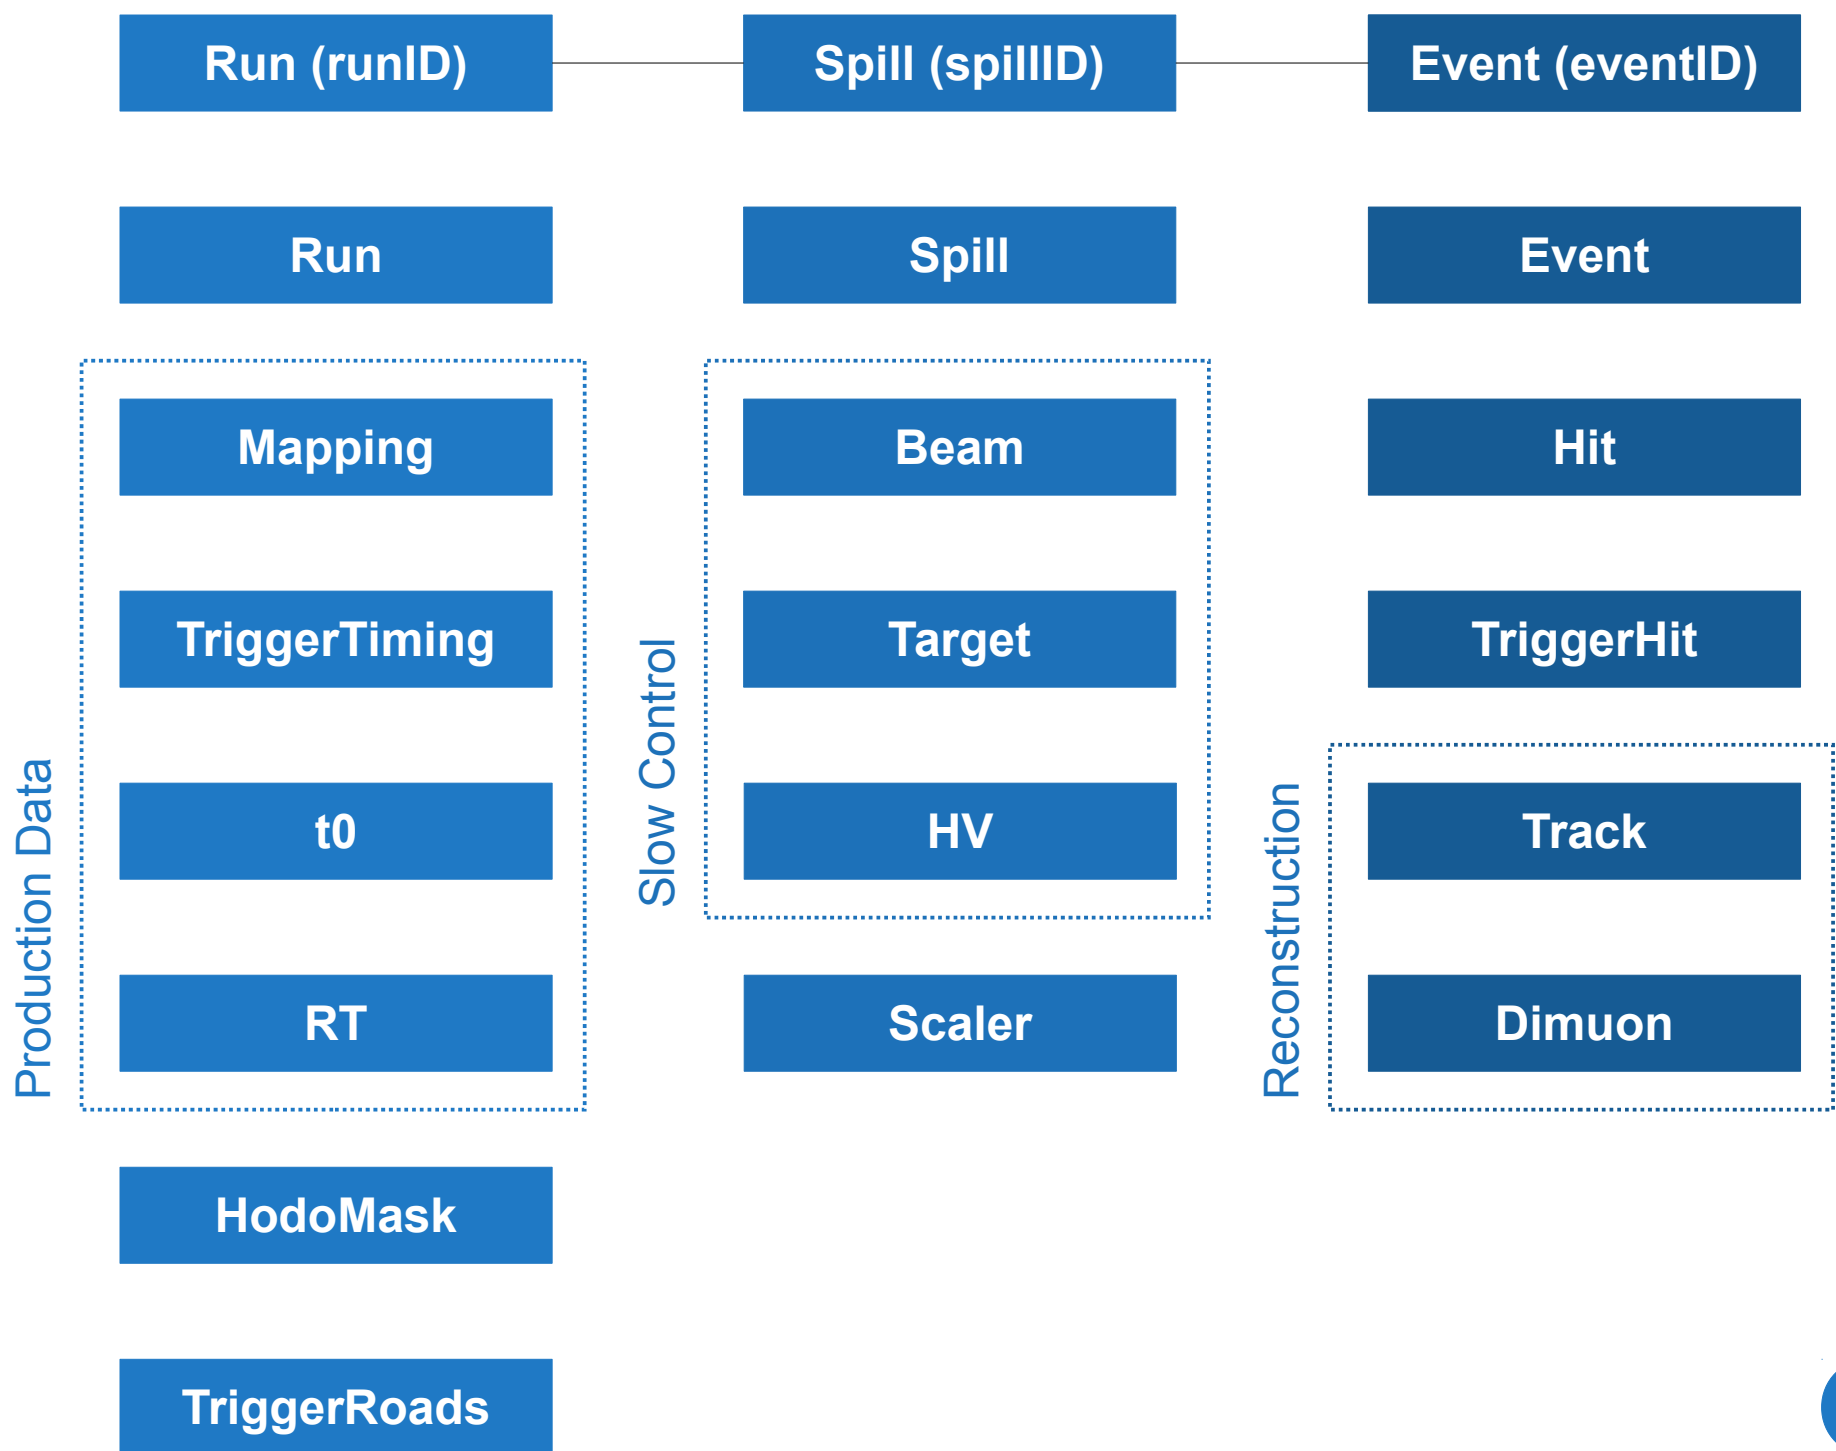 Run (runID)
Spill (spillID)
Event (eventID)
Run
Spill
Event
Production Data
Mapping
TriggerTiming
t0
RT
Slow Control
Beam
Target
HV
Hit
TriggerHit
Reconstruction
Track
Dimuon
Scaler
HodoMask
TriggerRoads